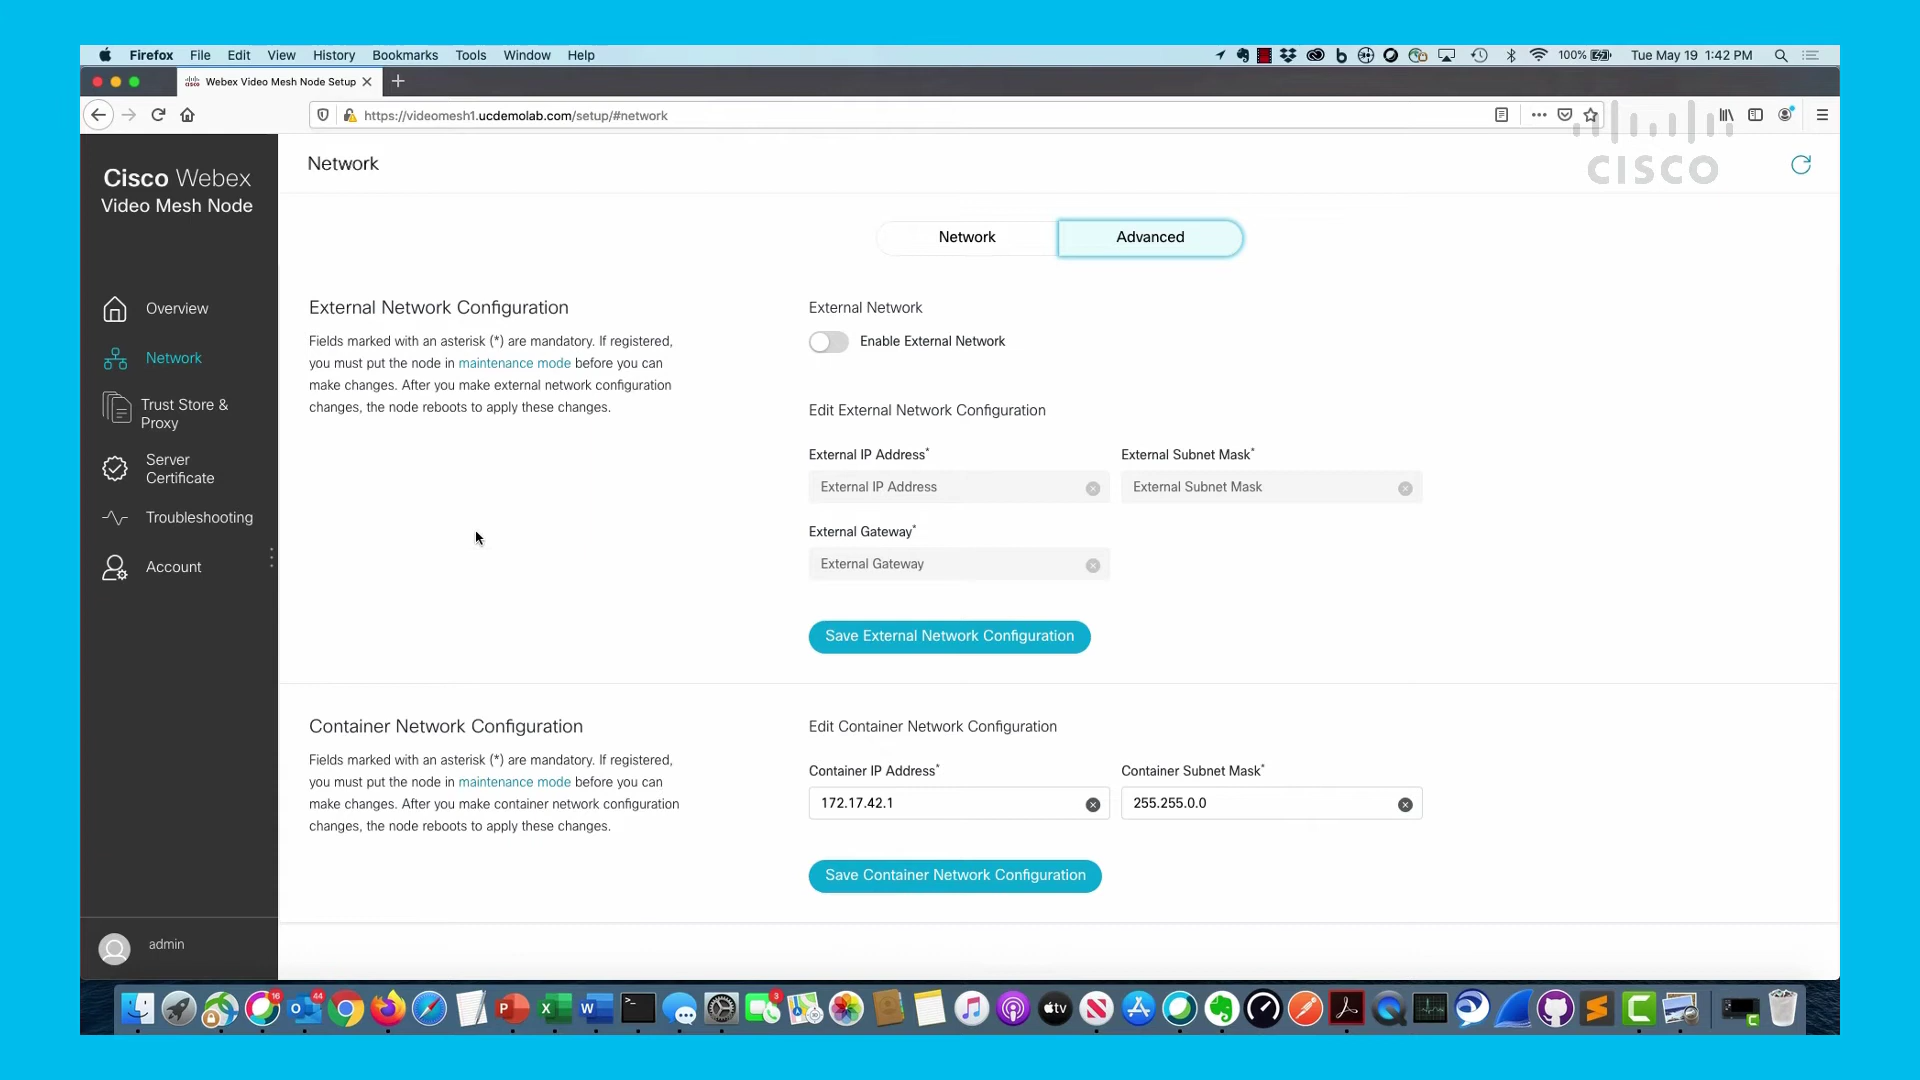 Firefox File Edit View History Bookmarks Tools Window Help
100% Tue May 19 1:42 PM
Webex Video Mesh Node Setup
https://videomesh1.ucdemolab.com/setup/#network
CISCO
Cisco Webex
Video Mesh Node
Overview
Network
Trust Store &
Proxy
Server
Certificate
Troubleshooting
Account
admin
Network
Network
Advanced
External Network Configuration
Fields marked with an asterisk (*) are mandatory. If registered,
you must put the node in maintenance mode before you can
make changes. After you make external network configuration
changes, the node reboots to apply these changes.
External Network
Enable External Network
Edit External Network Configuration
External IP Address* External Subnet Mask*
External IP Address External Subnet Mask
External Gateway*
External Gateway
Save External Network Configuration
Container Network Configuration
Fields marked with an asterisk (*) are mandatory. If registered,
you must put the node in maintenance mode before you can
make changes. After you make container network configuration
changes, the node reboots to apply these changes.
Edit Container Network Configuration
Container IP Address* Container Subnet Mask*
172.17.42.1 255.255.0.0
Save Container Network Configuration
16 44 3
tv